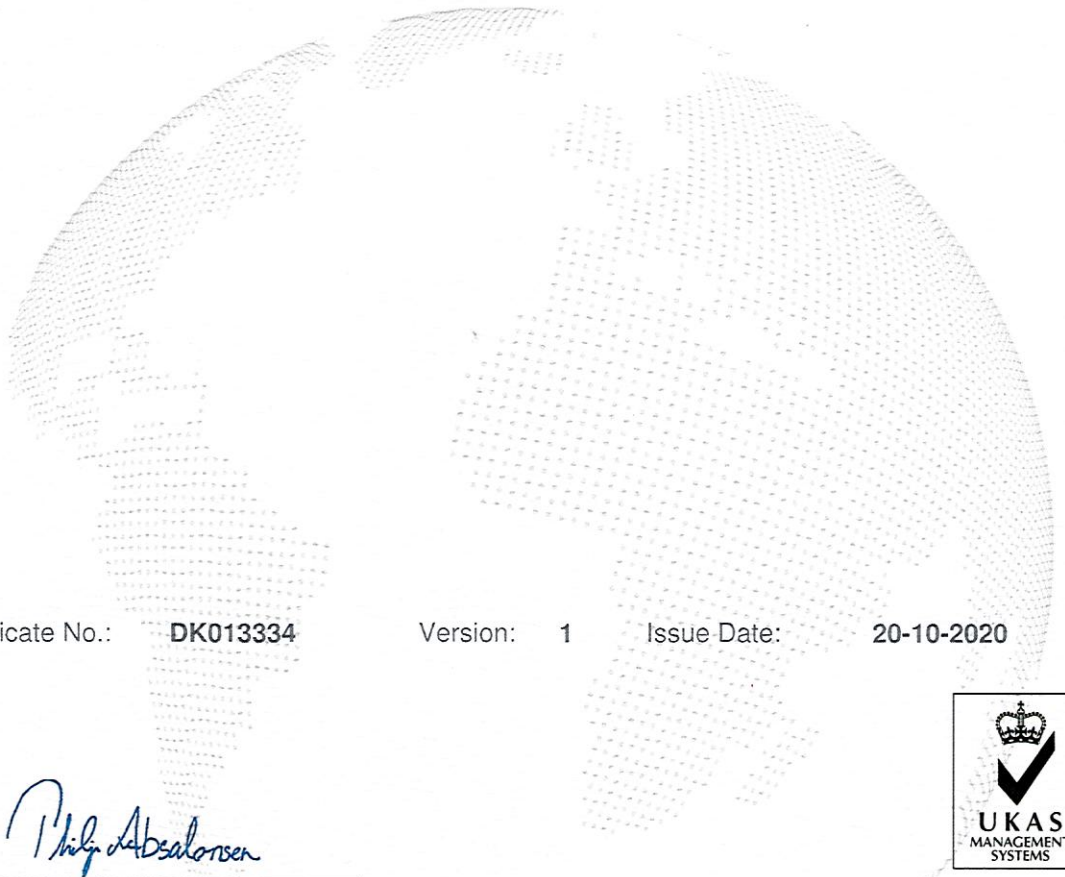 icate No.: DK013334 Version: 1 Issue Date: 20-10-2020
Philip Absalonsen
UKAS
MANAGEMENT
SYSTEMS